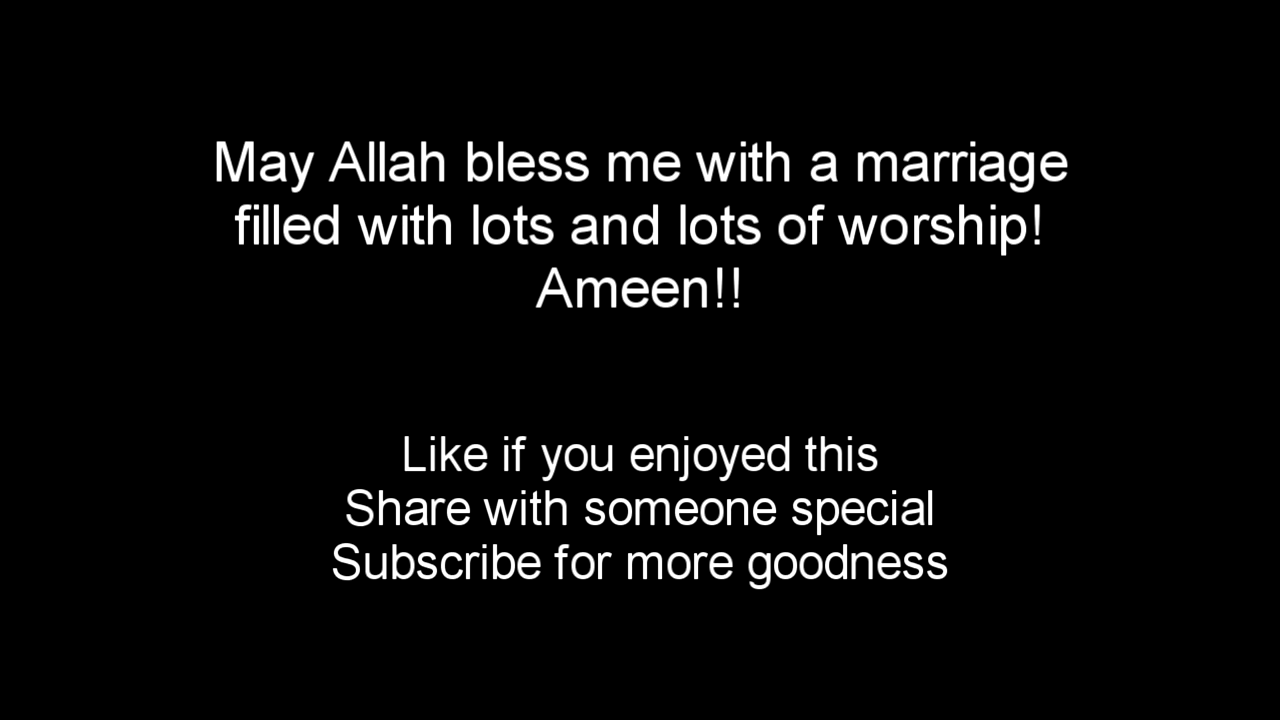 May Allah bless me with a marriage
filled with lots and lots of worship!
Ameen!!
Like if you enjoyed this
Share with someone special
Subscribe for more goodness